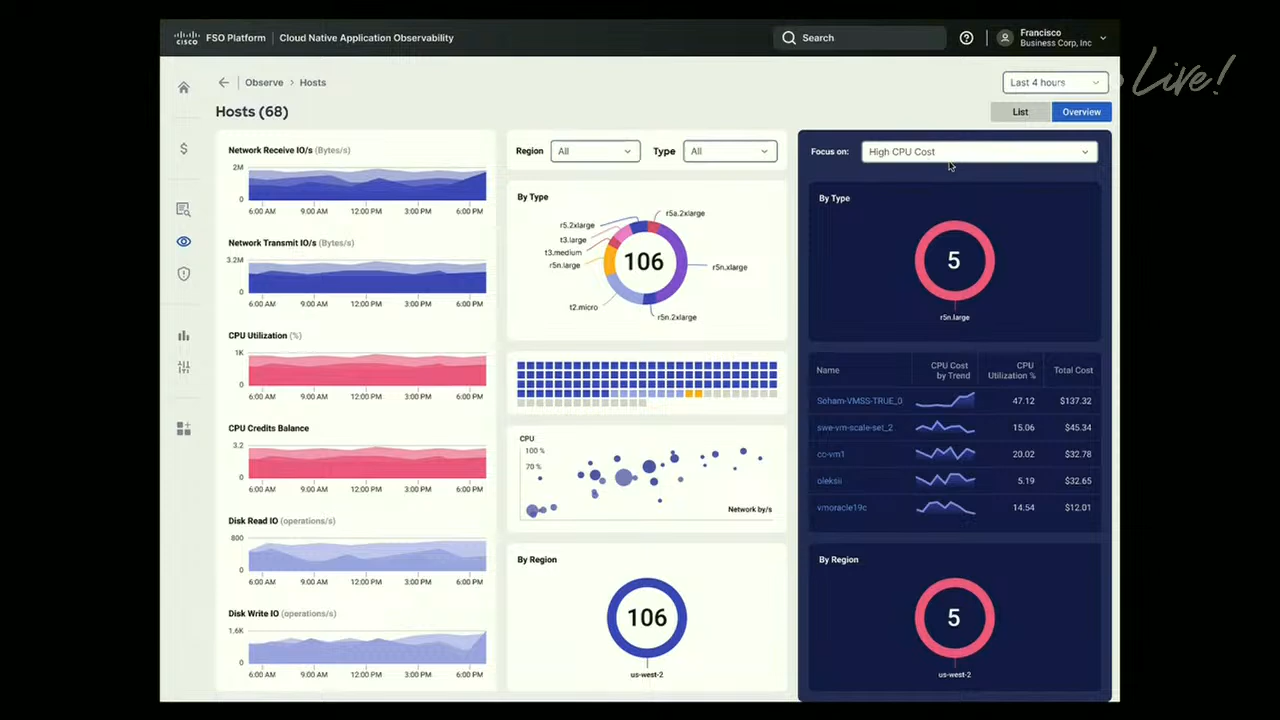 CISCO
FSO Platform
Cloud Native Application Observability
Search
Francisco
Business Corp, Inc
Live!
Observe > Hosts
Last 4 hours
Hosts (68)
List
Overview
Network Receive IO/s (Bytes/s)
2M
0
6:00 AM 9:00 AM 12:00 PM 3:00 PM 6:00 PM
Network Transmit IO/s (Bytes/s)
3.2M
0
6:00 AM 9:00 AM 12:00 PM 3:00 PM 6:00 PM
CPU Utilization (%)
1K
0
6:00 AM 9:00 AM 12:00 PM 3:00 PM 6:00 PM
CPU Credits Balance
3.2
0
6:00 AM 9:00 AM 12:00 PM 3:00 PM 6:00 PM
Disk Read IO (operations/s)
800
0
6:00 AM 9:00 AM 12:00 PM 3:00 PM 6:00 PM
Disk Write IO (operations/s)
1.6K
0
6:00 AM 9:00 AM 12:00 PM 3:00 PM 6:00 PM
Region All Type All
By Type
r5.2xlarge
r5a.2xlarge
t3.large
t3.medium
r5n.large
106
r5n.xlarge
t2.micro
r5n.2xlarge
CPU
100 %
70 %
Network by/s
By Region
106
us-west-2
Focus on: High CPU Cost
By Type
5
r5n.large
Name CPU Cost by Trend CPU Utilization % Total Cost
Soham-VMSS-TRUE_0 47.12 $137.32
swe-vm-scale-set_2 15.06 $45.34
cc-vm1 20.02 $32.78
oleksii 5.19 $32.65
vmoracle19c 14.54 $12.01
By Region
5
us-west-2